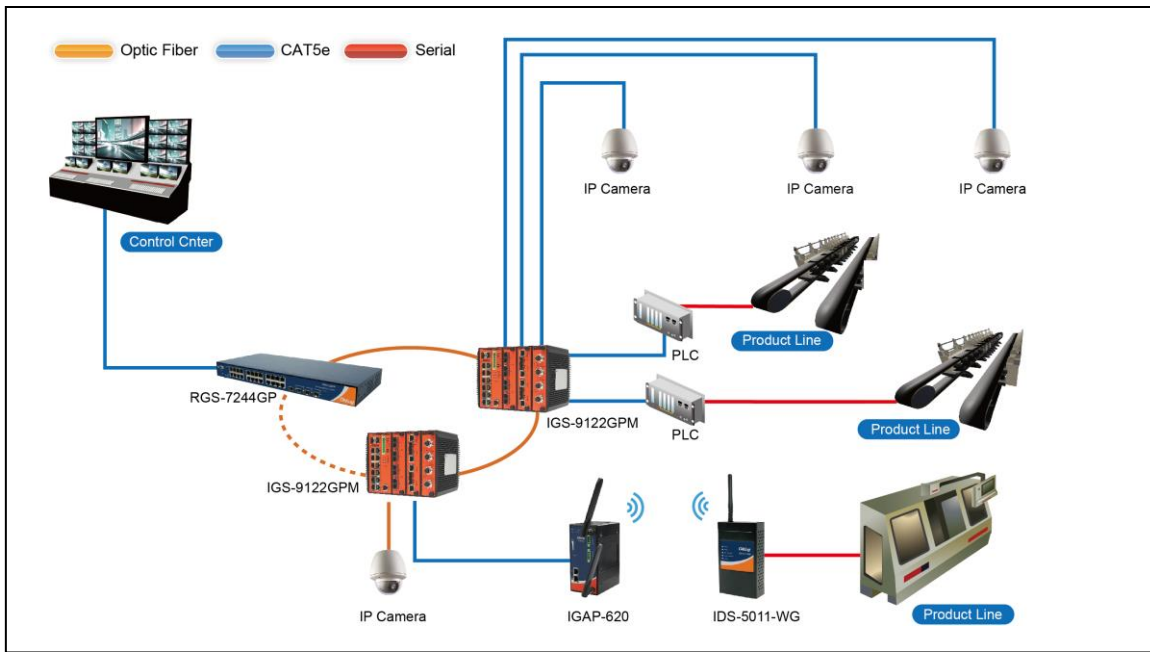 Optic Fiber
CAT5e
Serial
IP Camera
IP Camera
IP Camera
Control Cnter
Product Line
PLC
RGS-7244GP
IGS-9122GPM
PLC
Product Line
IGS-9122GPM
IP Camera
IGAP-620
IDS-5011-WG
Product Line